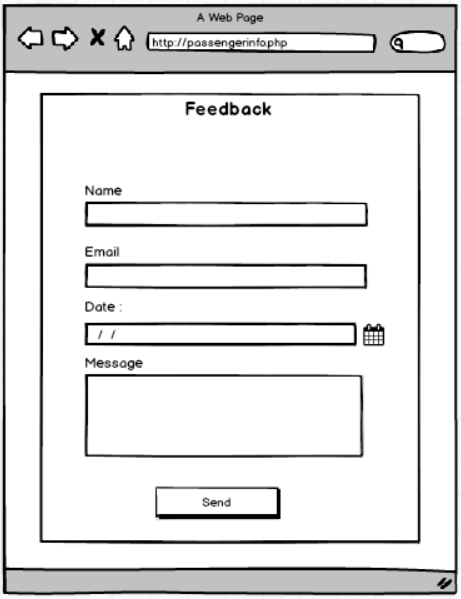 A Web Page
http://passengerinfo.php
Feedback
Name
Email
Date :
/ /
Message
Send